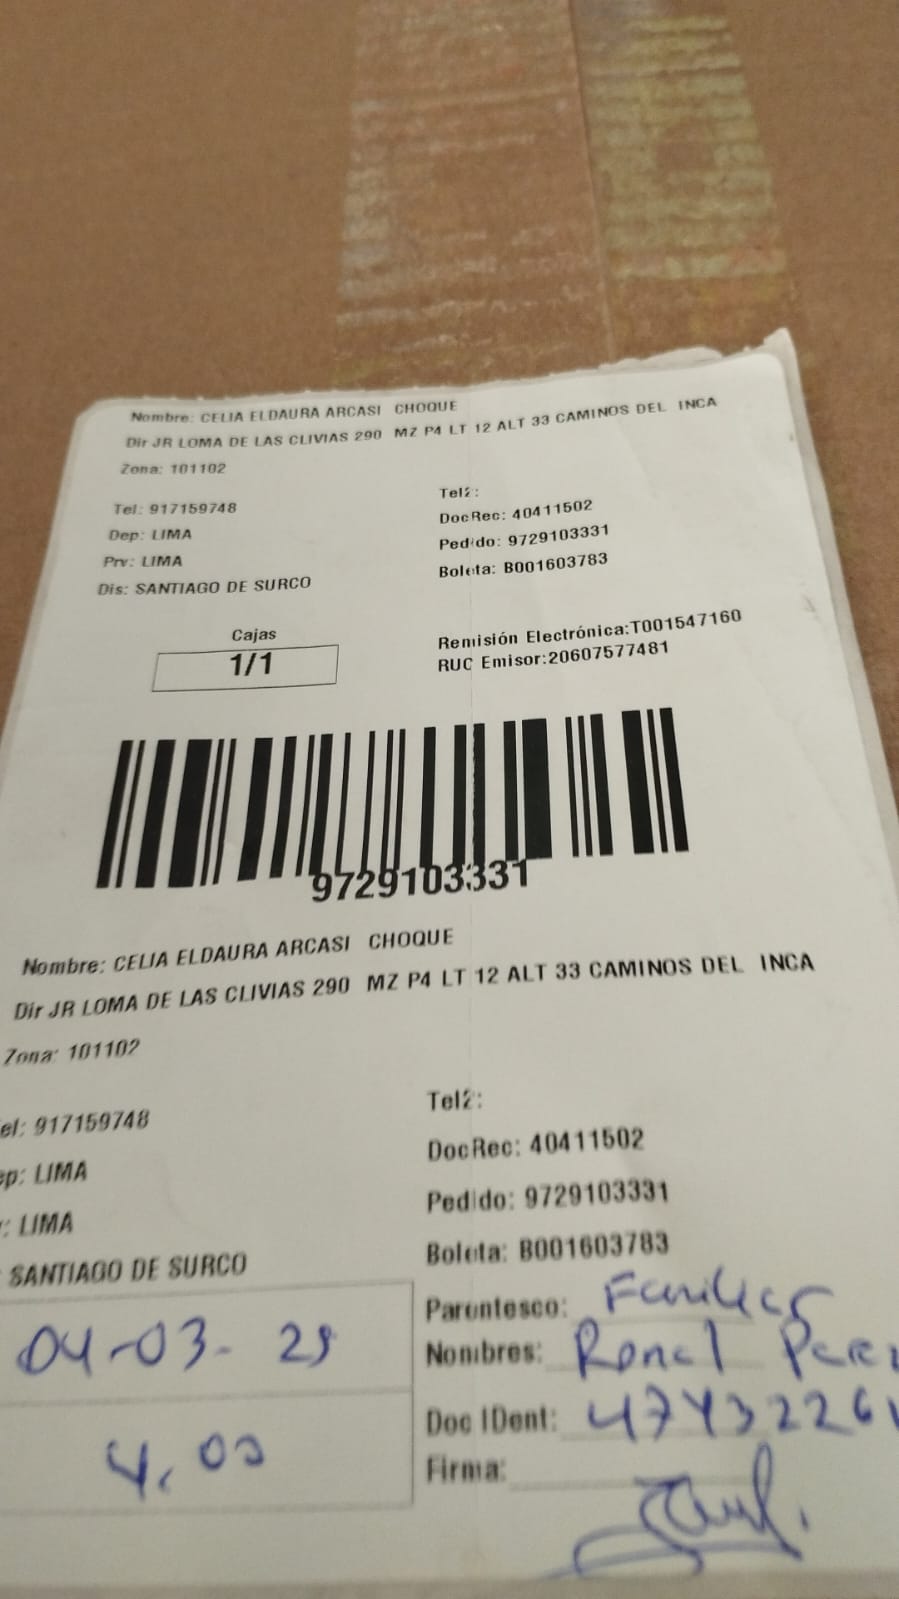 Nombre: CELIA ELDAURA ARCASI CHOQUE
Dir JR LOMA DE LAS CLIVIAS 290 MZ P4 LT 12 ALT 33 CAMINOS DEL INCA
Zona: 101102
Tel: 917159748
Tel2:
DocRec: 40411502
Dep: LIMA
Pedido: 9729103331
Prv: LIMA
Boleta: B001603783
Dis: SANTIAGO DE SURCO
Cajas
1/1
Remisión Electrónica:T001547160
RUC Emisor:20607577481
9729103331
Nombre: CELIA ELDAURA ARCASI CHOQUE
Dir JR LOMA DE LAS CLIVIAS 290 MZ P4 LT 12 ALT 33 CAMINOS DEL INCA
Zona: 101102
Tel2:
el: 917159748
DocRec: 40411502
ep: LIMA
Pedido: 9729103331
: LIMA
Boleta: B001603783
SANTIAGO DE SURCO
Parentesco: Familiar
04-03-
Nombres: Ronal
Doc IDent:
4.00
Firma: